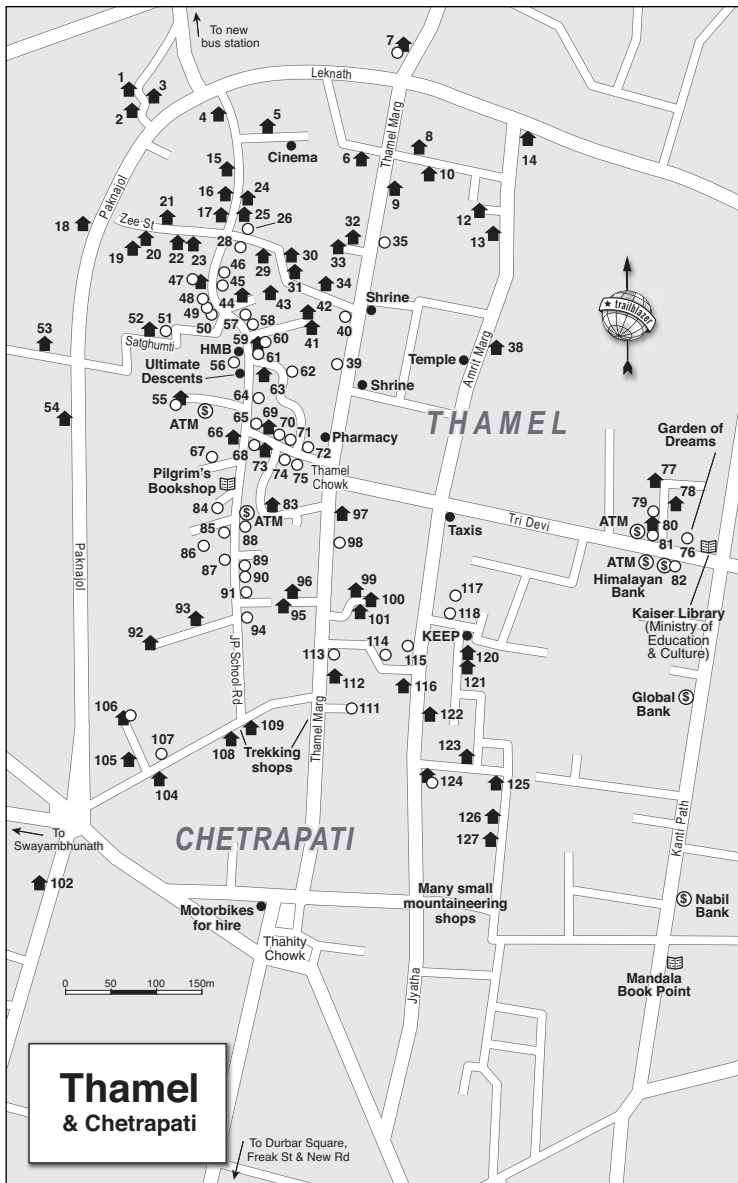 To new
bus station
7
Leknath
1
3
2
4
5
Cinema
Thamel Marg
8
6
10
14
15
9
16
24
12
17
25
26
13
18
Paknajol
21
Zee St
32
35
33
19
20
22
23
28
29
30
31
34
47
46
45
48
44
43
42
Shrine
49
50
57
58
41
40
52
51
Satghumti
53
trailblazer
38
Amrit Marg
Temple
59
60
HMB
61
56
Ultimate
Descents
62
39
Shrine
63
64
54
55
ATM
65
69
70
71
66
68
72
Pharmacy
THAMEL
67
73
74
75
Thamel
Chowk
Pilgrim's
Bookshop
Garden of
Dreams
77
78
79
84
83
ATM
97
Taxis
Tri Devi
ATM
80
81
76
85
88
86
98
ATM
82
Himalayan
Bank
87
89
90
Kaiser Library
(Ministry of
Education
& Culture)
Paknajol
91
96
95
99
100
101
117
118
93
92
94
JP School Rd
KEEP
114
115
113
120
121
112
116
Global
Bank
106
111
122
Thamel Marg
107
109
108
Trekking
shops
105
104
123
124
125
126
127
To
Swayambhunath
CHETRAPATI
Kanti Path
102
Many small
mountaineering
shops
Motorbikes
for hire
Nabil
Bank
Thahity
Chowk
Mandala
Book Point
Jyatha
0 50 100 150m
Thamel
& Chetrapati
To Durbar Square,
Freak St & New Rd